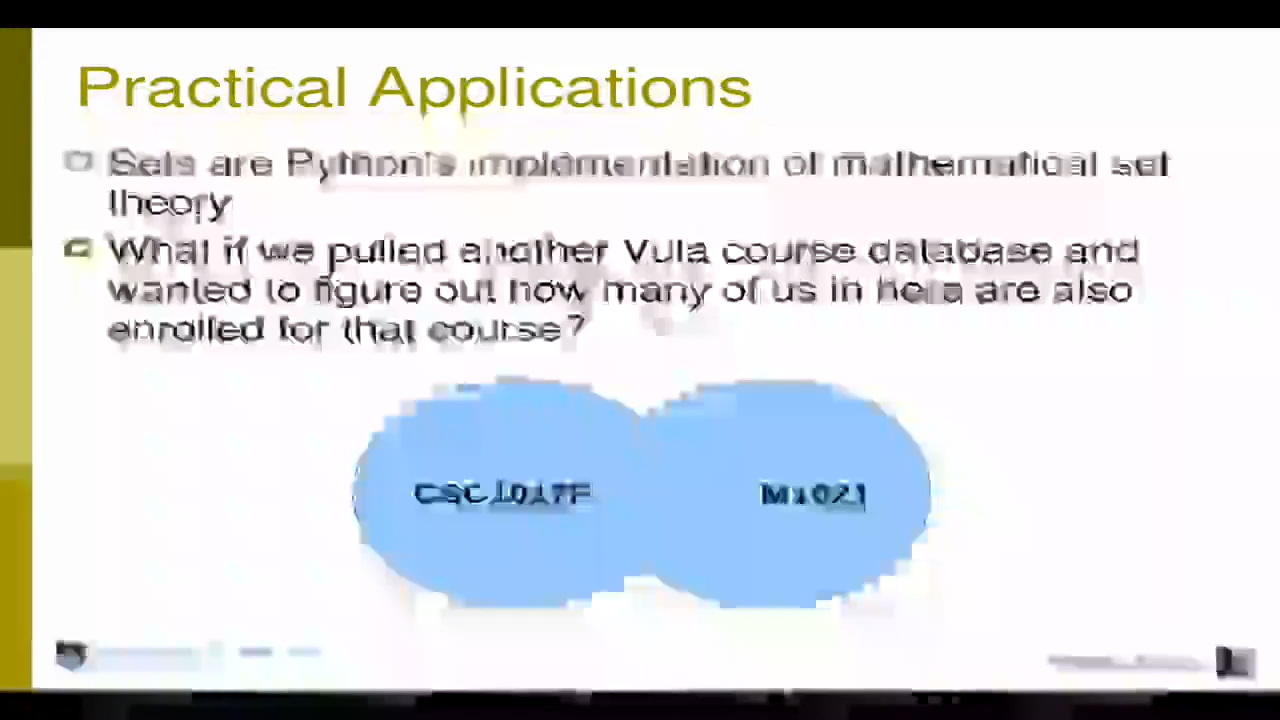 Practical Applications
Sets are Python's implementation of mathematical set
theory
What if we pulled another Vula course database and
wanted to figure out how many of us in here are also
enrolled for that course?
CSC1017F